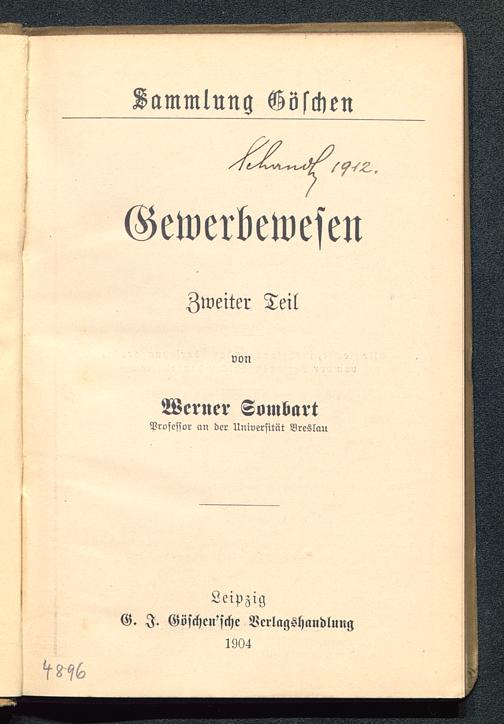 Sammlung Göschen
1912.
Gewerbewesen
Zweiter Teil
von
Werner Sombart
Professor an der Universität Breslau
Leipzig
G. J. Göschen'sche Verlagshandlung
1904
4896